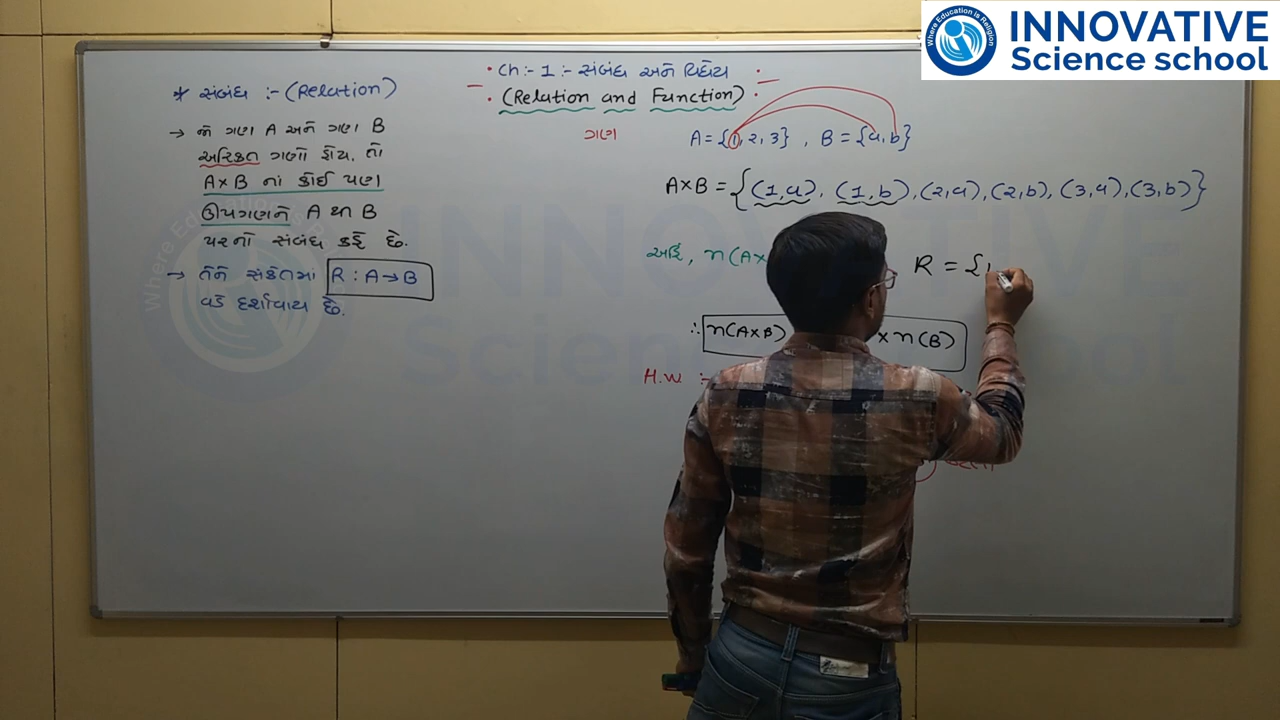 Where Education is Religion
INNOVATIVE
Science school
• Ch :- 1 :- સંબંધ અને વિધેય :-
• (Relation and Function) •
ગણ
* સંબંધ :- (Relation)
→ જો ગણ A અને ગણ B
અરિક્ત ગણો હોય, તો
A×B નાં કોઈ પણ
ઊપગણને A થી B
પરનો સંબંધ કહે છે.
→ તેને સંકેતમાં R : A → B
વડે દર્શાવાય છે.
A = {1, 2, 3} , B = {a, b}
A×B = {(1,a), (1,b), (2,a), (2,b), (3,a), (3,b)}
અહિં, n(A×
R = {
∴ n(A×B) × n(B)
H.W. :-